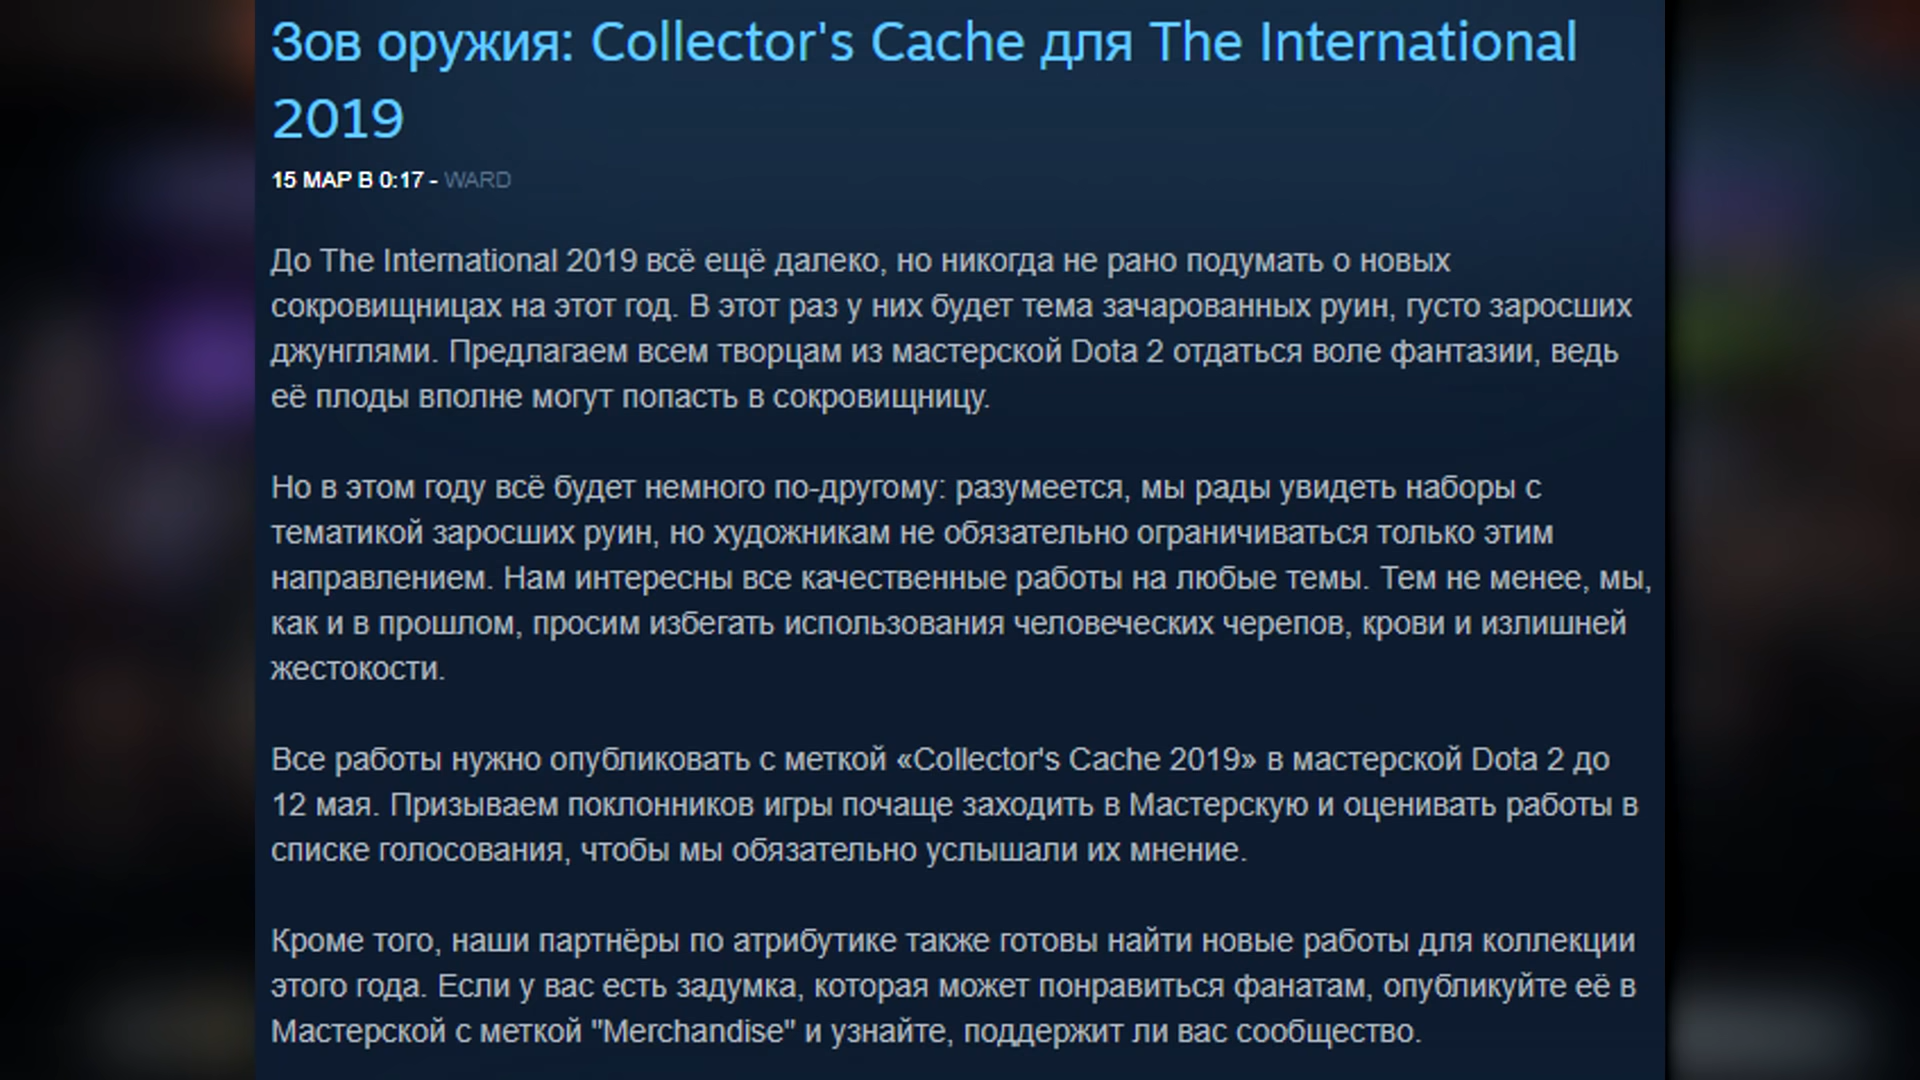 Зов оружия: Collector's Cache для The International
2019
15 МАР В 0:17 - WARD
До The International 2019 всё ещё далеко, но никогда не рано подумать о новых
сокровищницах на этот год. В этот раз у них будет тема зачарованных руин, густо заросших
джунглями. Предлагаем всем творцам из мастерской Dota 2 отдаться воле фантазии, ведь
её плоды вполне могут попасть в сокровищницу.
Но в этом году всё будет немного по-другому: разумеется, мы рады увидеть наборы с
тематикой заросших руин, но художникам не обязательно ограничиваться только этим
направлением. Нам интересны все качественные работы на любые темы. Тем не менее, мы,
как и в прошлом, просим избегать использования человеческих черепов, крови и излишней
жестокости.
Все работы нужно опубликовать с меткой «Collector's Cache 2019» в мастерской Dota 2 до
12 мая. Призываем поклонников игры почаще заходить в Мастерскую и оценивать работы в
списке голосования, чтобы мы обязательно услышали их мнение.
Кроме того, наши партнёры по атрибутике также готовы найти новые работы для коллекции
этого года. Если у вас есть задумка, которая может понравиться фанатам, опубликуйте её в
Мастерской с меткой "Merchandise" и узнайте, поддержит ли вас сообщество.